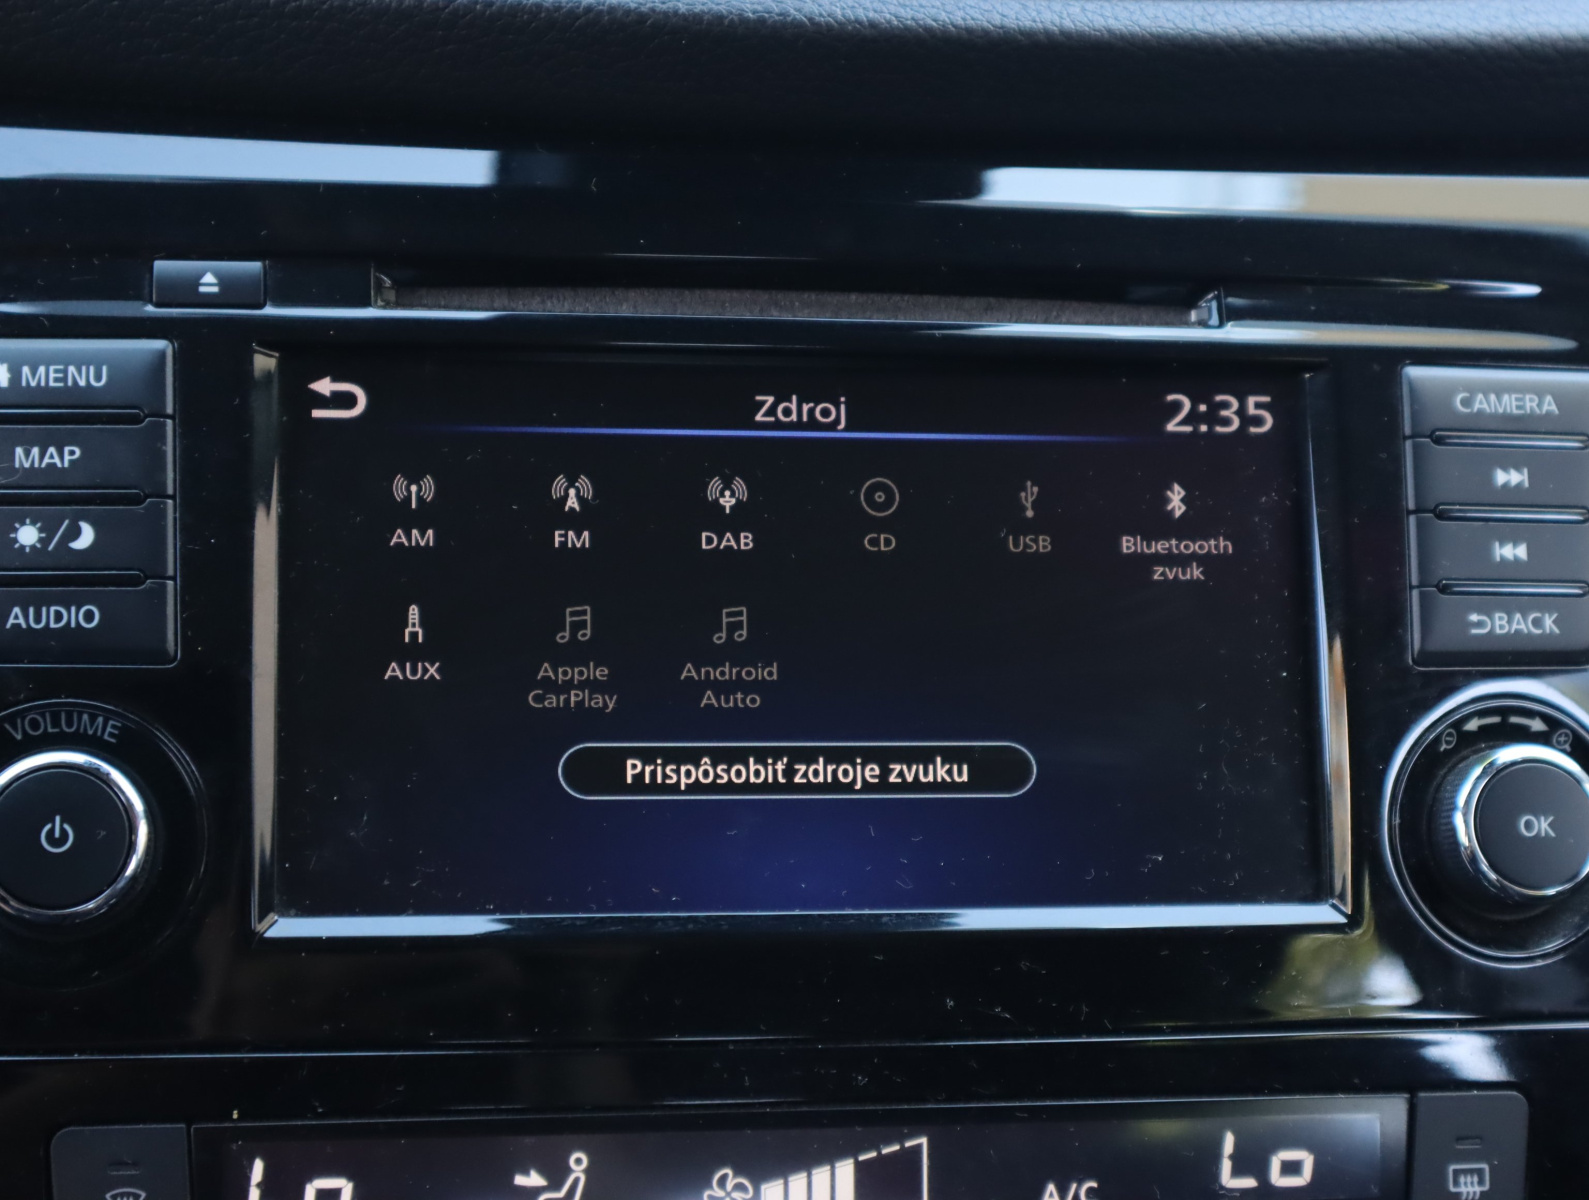 MENU
MAP
AUDIO
VOLUME
Zdroj
2:35
AM
FM
DAB
CD
USB
Bluetooth
zvuk
AUX
Apple
CarPlay
Android
Auto
Prispôsobiť zdroje zvuku
CAMERA
BACK
OK
Lo
A/C
Lo